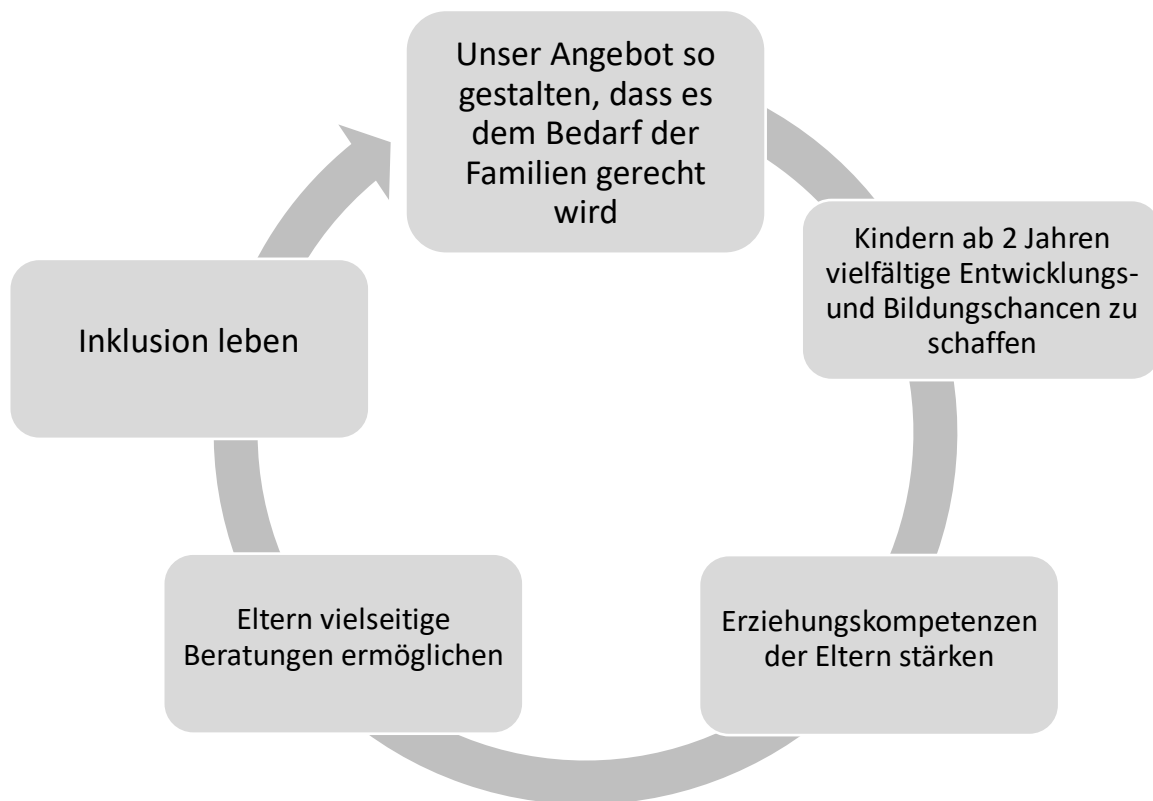 Unser Angebot so
gestalten, dass es
dem Bedarf der
Familien gerecht
wird
Kindern ab 2 Jahren
vielfältige Entwicklungs-
und Bildungschancen zu
schaffen
Erziehungskompetenzen
der Eltern stärken
Eltern vielseitige
Beratungen ermöglichen
Inklusion leben